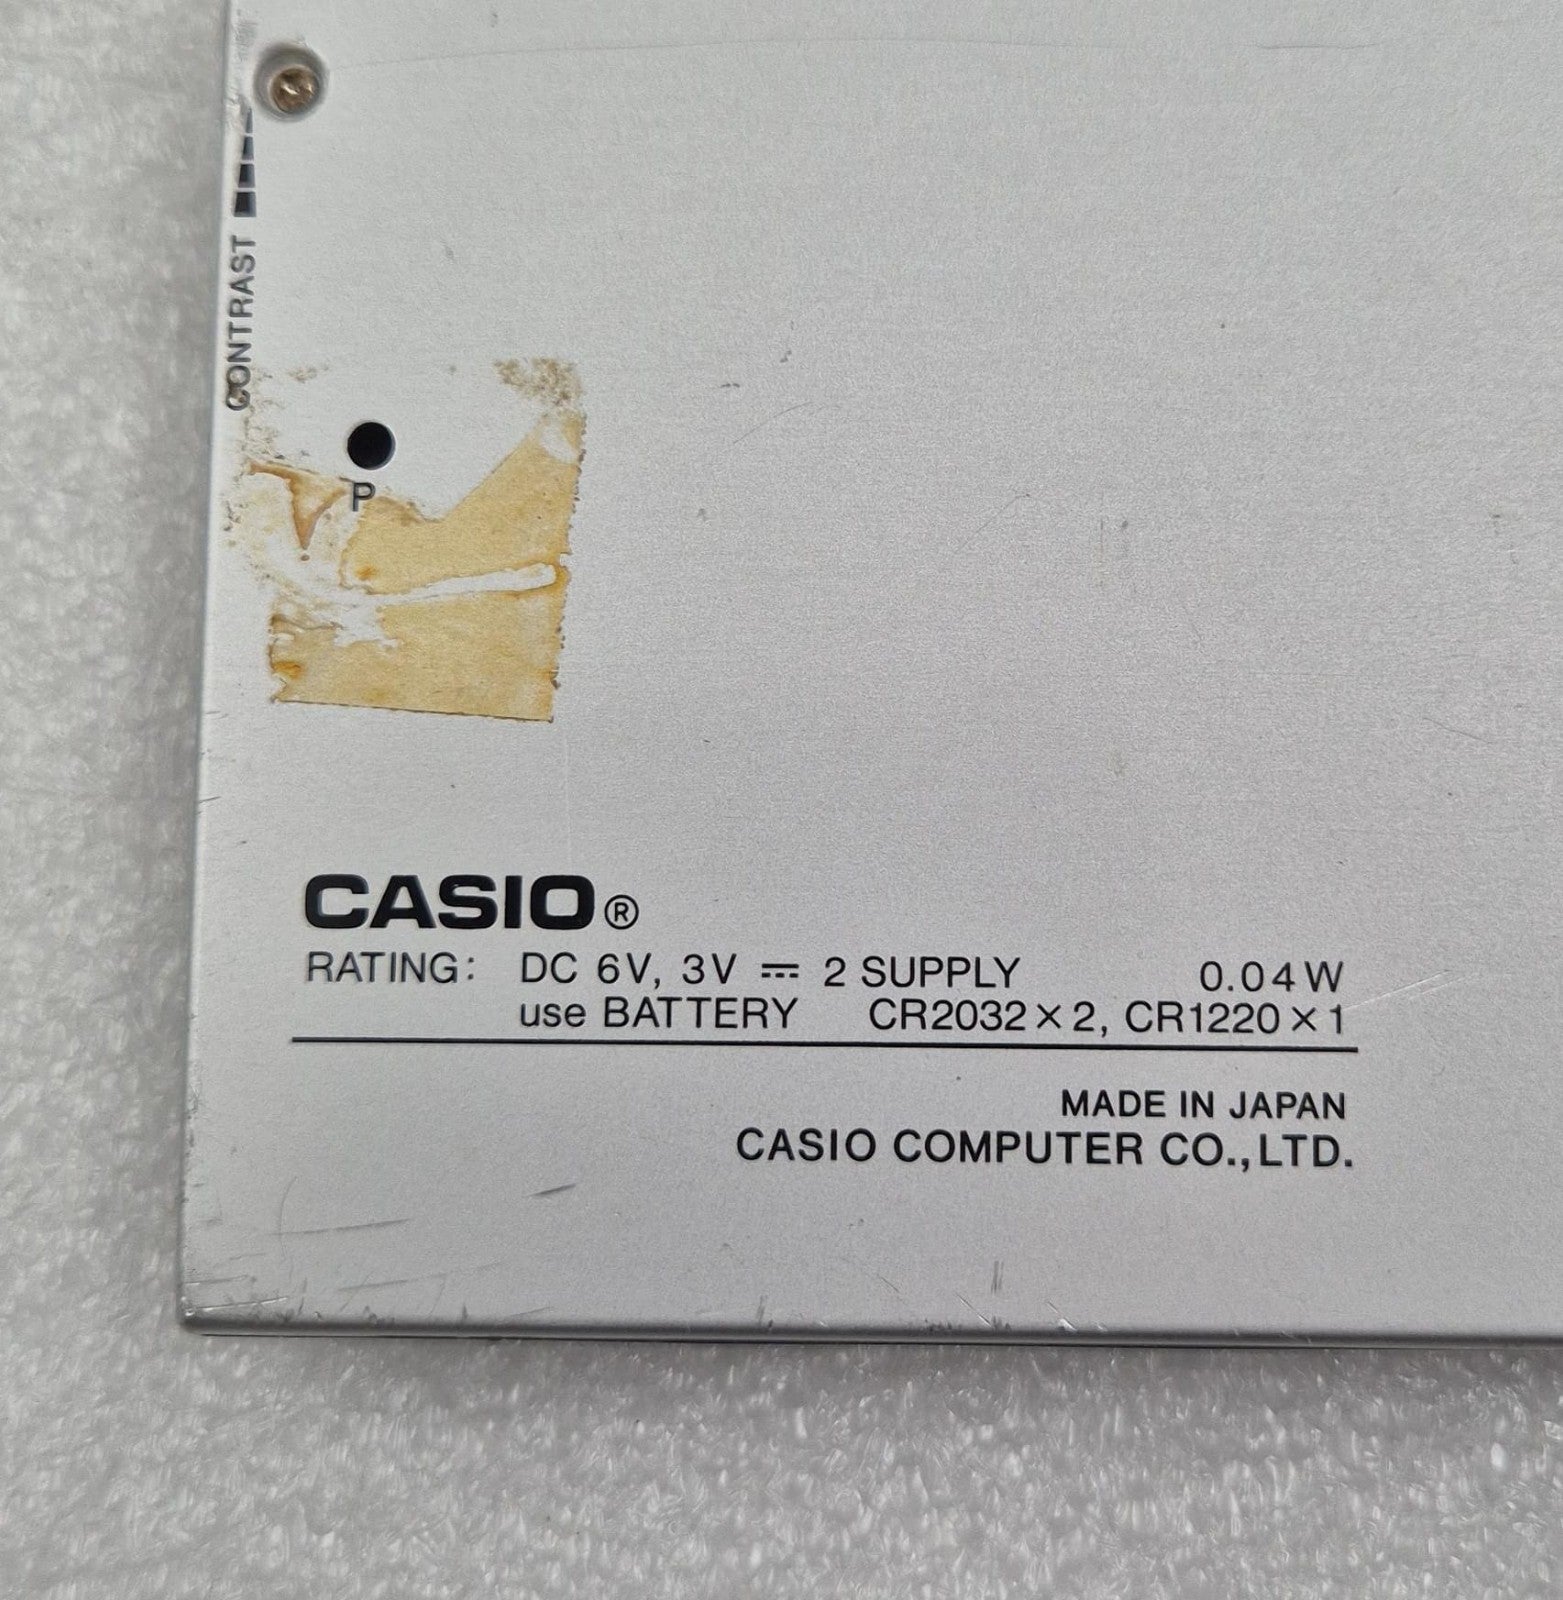 CONTRAST
P
CASIO®
RATING: DC 6V, 3V ⎓ 2 SUPPLY 0.04W
use BATTERY CR2032×2, CR1220×1
MADE IN JAPAN
CASIO COMPUTER CO.,LTD.